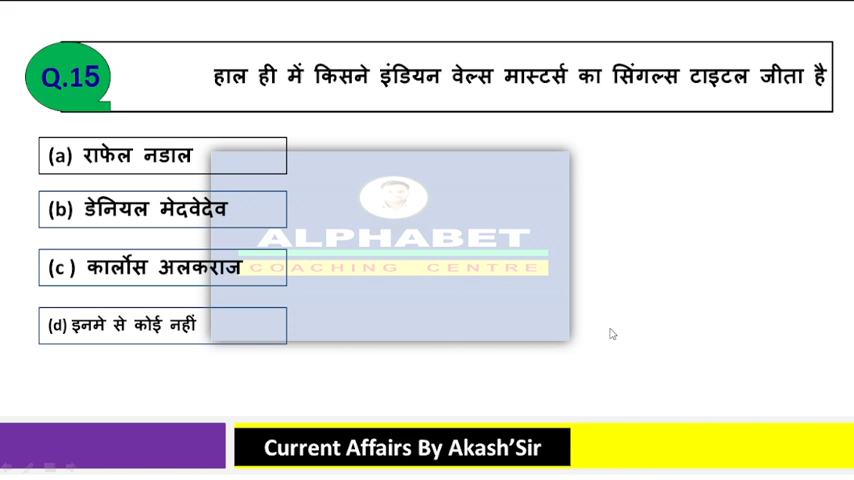 Q.15
हाल ही में किसने इंडियन वेल्स मास्टर्स का सिंगल्स टाइटल जीता है
(a) राफेल नडाल
(b) डेनियल मेदवेदेव
(c ) कार्लोस अलकराज
(d) इनमे से कोई नहीं
ALPHABET
COACHING CENTRE
Current Affairs By Akash’Sir